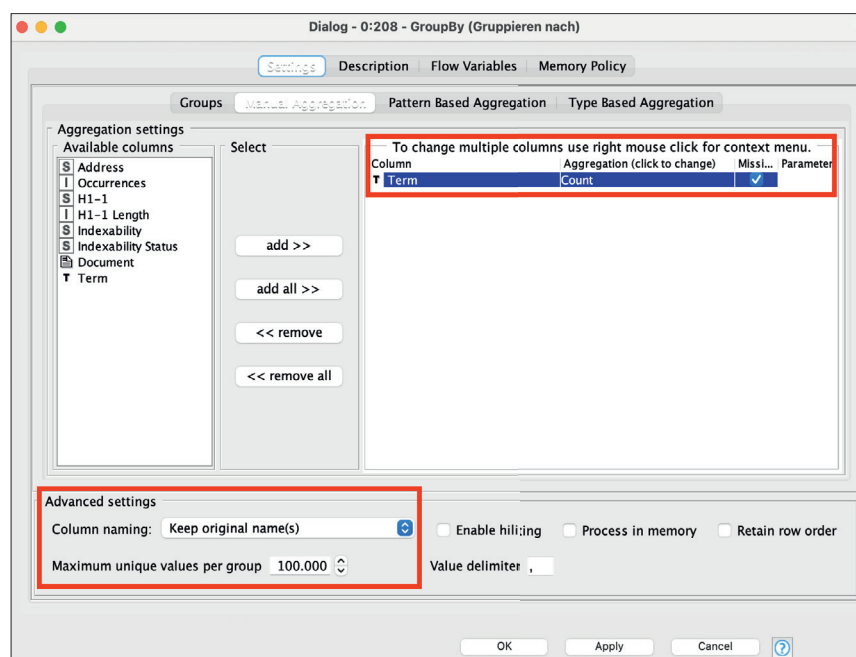 Dialog - 0:208 - GroupBy (Gruppieren nach)
Settings Description Flow Variables Memory Policy
Groups Manual Aggregation Pattern Based Aggregation Type Based Aggregation
Aggregation settings
Available columns
S Address
I Occurrences
S H1-1
I H1-1 Length
S Indexability
S Indexability Status
Document
T Term
Select
add >>
add all >>
<< remove
<< remove all
To change multiple columns use right mouse click for context menu.
Column Aggregation (click to change) Missi... Parameter
T Term Count
Advanced settings
Column naming: Keep original name(s)
Enable hiliting Process in memory Retain row order
Maximum unique values per group 100.000
Value delimiter ,
OK Apply Cancel ?